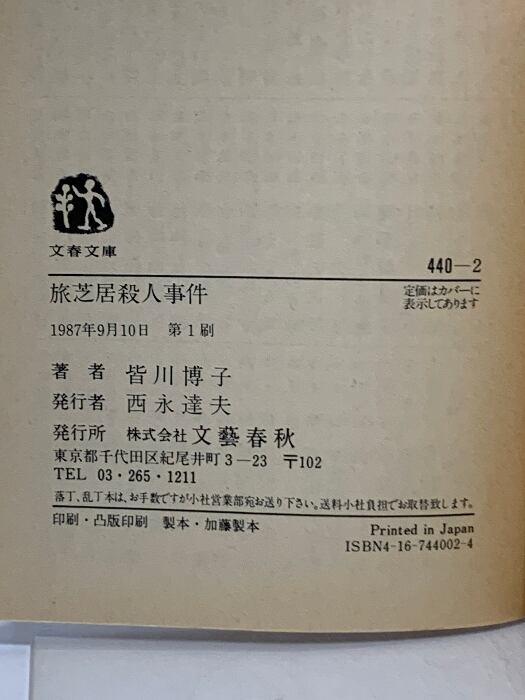 文春文庫
440—2
旅芝居殺人事件
定価はカバーに
表示してあります
1987年9月10日 第1刷
著 者 皆川博子
発行者 西永達夫
発行所 株式会社 文藝春秋
東京都千代田区紀尾井町3—23 〒102
TEL 03・265・1211
落丁、乱丁本は、お手数ですが小社営業部宛お送り下さい。送料小社負担でお取替致します。
印刷・凸版印刷 製本・加藤製本
Printed in Japan
ISBN4-16-744002-4